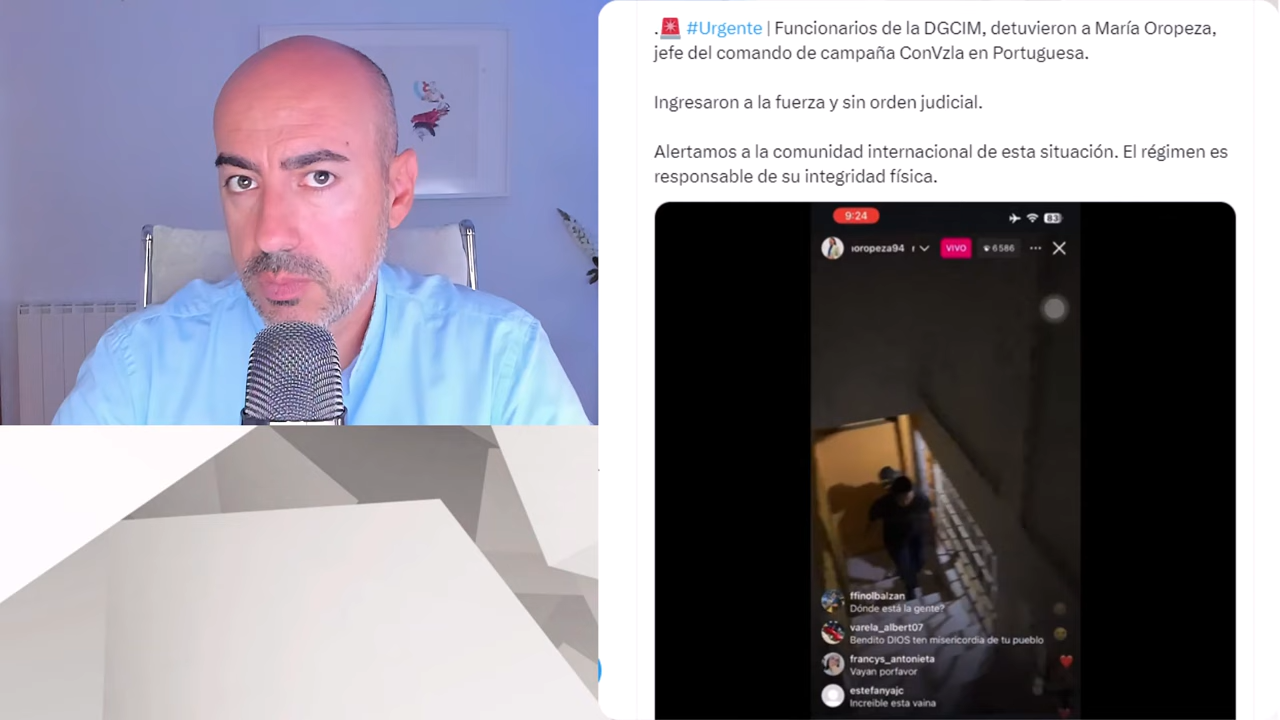 .🚨 #Urgente | Funcionarios de la DGCIM, detuvieron a María Oropeza,
jefe del comando de campaña ConVzla en Portuguesa.
Ingresaron a la fuerza y sin orden judicial.
Alertamos a la comunidad internacional de esta situación. El régimen es
responsable de su integridad física.
9:24
83
ioropeza94
VIVO
6586
ffinolbalzan
Dónde está la gente?
varela_albert07
Bendito DIOS ten misericordia de tu pueblo
francys_antonieta
Vayan porfavor
estefanyajc
Increible esta vaina